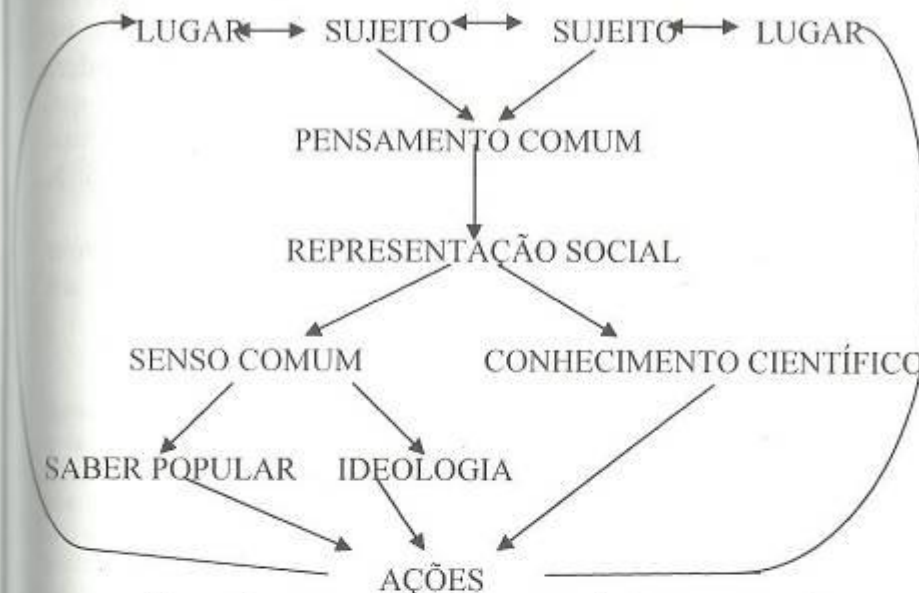 LUGAR SUJEITO SUJEITO LUGAR
PENSAMENTO COMUM
REPRESENTAÇÃO SOCIAL
SENSO COMUM CONHECIMENTO CIENTÍFICO
SABER POPULAR IDEOLOGIA
AÇÕES